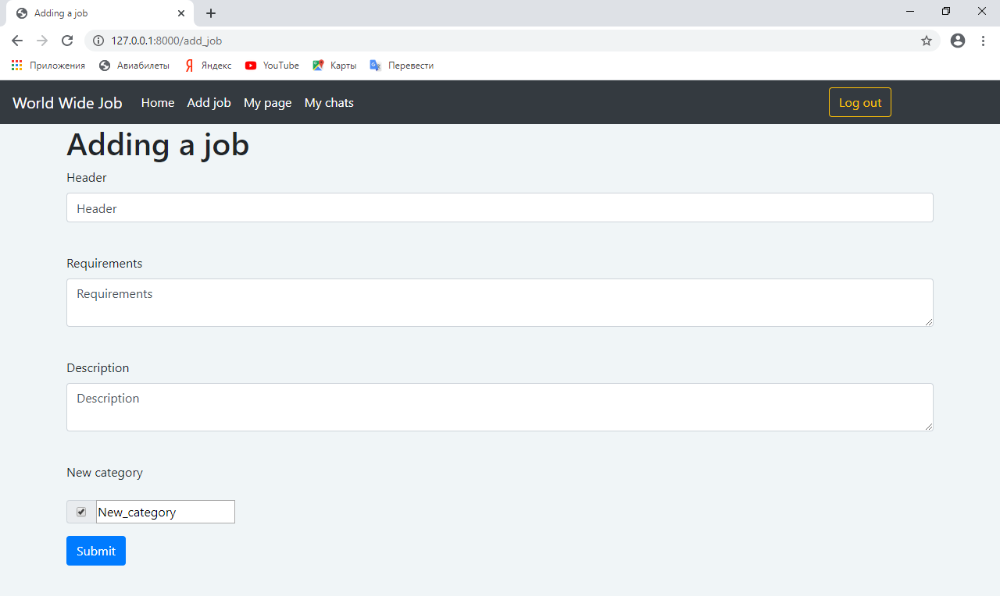 Adding a job
127.0.0.1:8000/add_job
Приложения Авиабилеты Яндекс YouTube Карты Перевести
World Wide Job Home Add job My page My chats Log out
Adding a job
Header
Header
Requirements
Requirements
Description
Description
New category
New_category
Submit